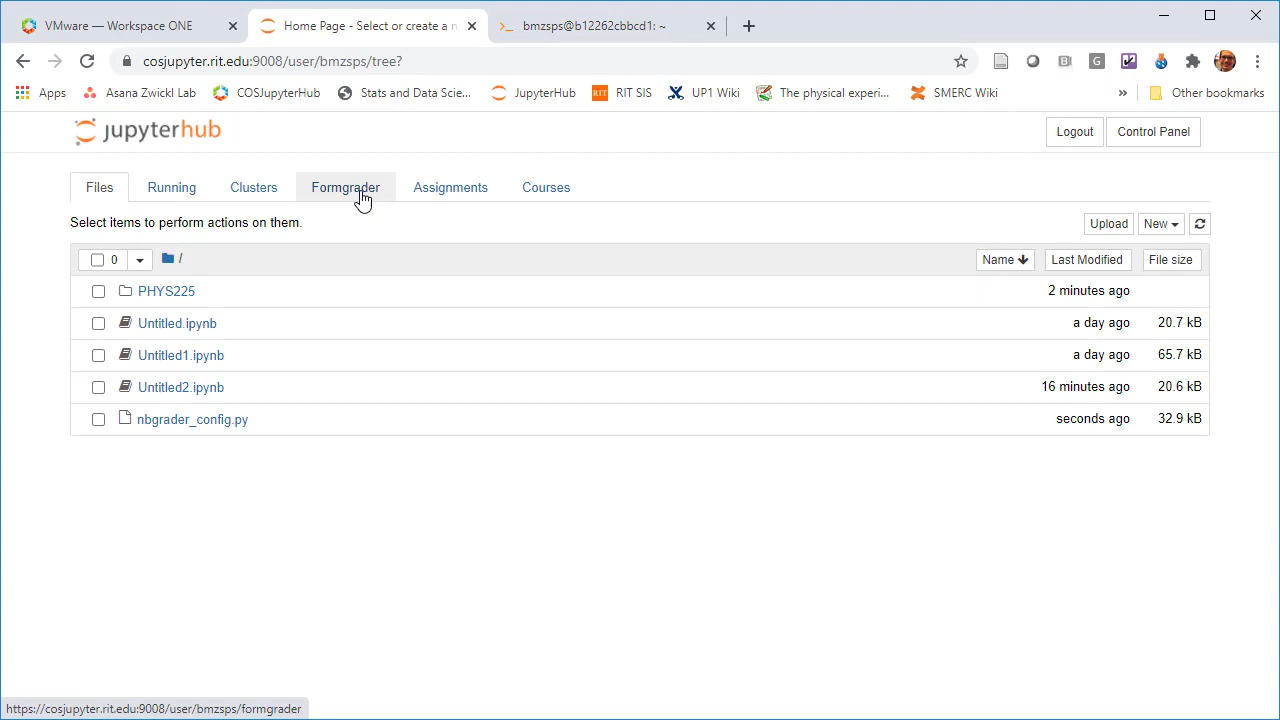 VMware — Workspace ONE
Home Page - Select or create a n
bmzsps@b12262cbbcd1: ~
cosjupyter.rit.edu:9008/user/bmzsps/tree?
Apps
Asana Zwickl Lab
COSJupyterHub
Stats and Data Scie...
JupyterHub
RIT
RIT SIS
UP1 Wiki
The physical experi...
SMERC Wiki
»
Other bookmarks
jupyterhub
Logout
Control Panel
Files
Running
Clusters
Formgrader
Assignments
Courses
Select items to perform actions on them.
Upload
New
0
/
Name
Last Modified
File size
PHYS225
2 minutes ago
Untitled.ipynb
a day ago
20.7 kB
Untitled1.ipynb
a day ago
65.7 kB
Untitled2.ipynb
16 minutes ago
20.6 kB
nbgrader_config.py
seconds ago
32.9 kB
https://cosjupyter.rit.edu:9008/user/bmzsps/formgrader